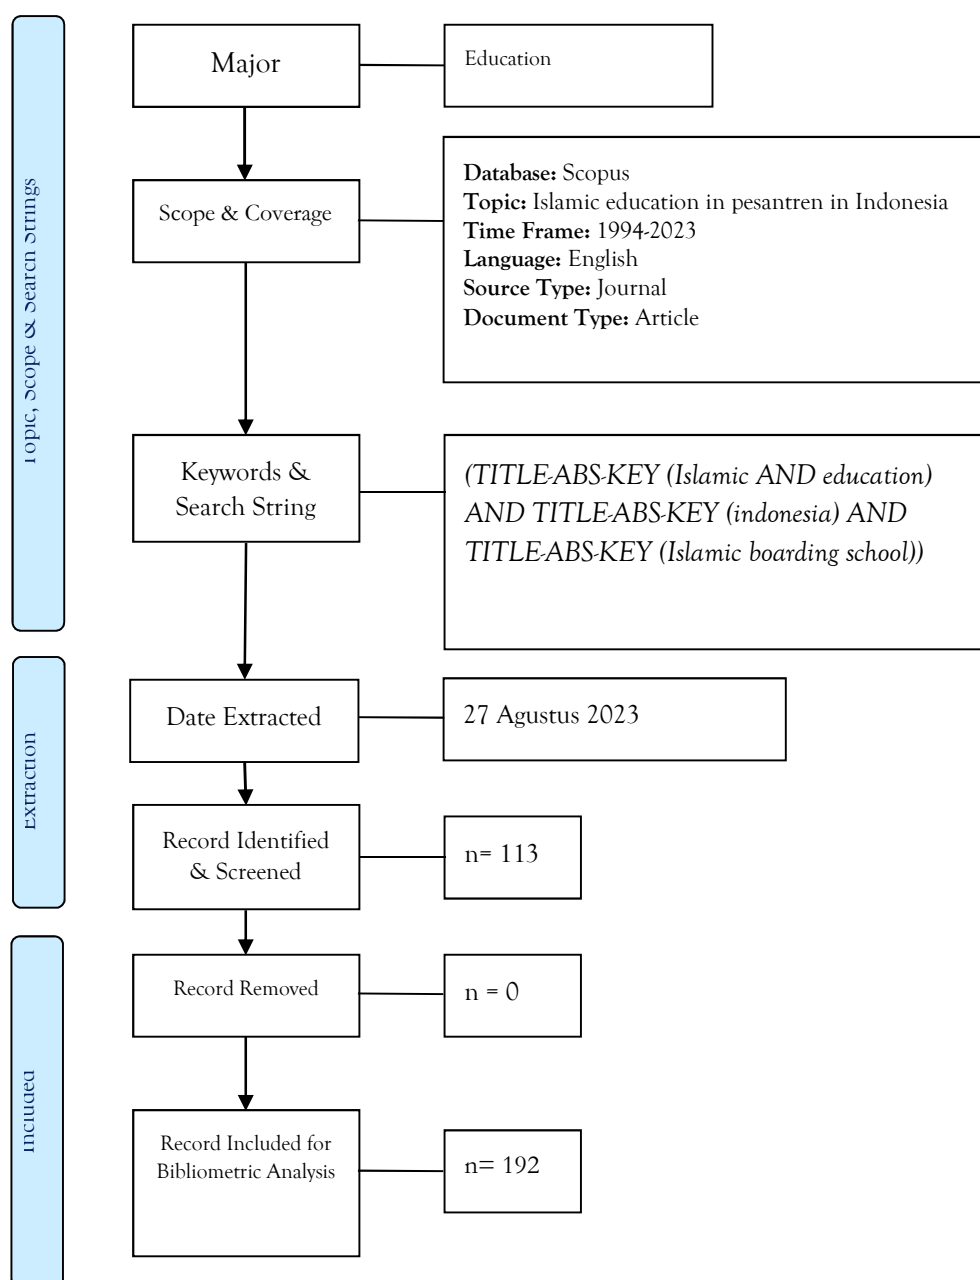 Topic, Scope & Search Strings
Major
Education
Scope & Coverage
Database: Scopus
Topic: Islamic education in pesantren in Indonesia
Time Frame: 1994-2023
Language: English
Source Type: Journal
Document Type: Article
Keywords &
Search String
(TITLE-ABS-KEY (Islamic AND education)
AND TITLE-ABS-KEY (indonesia) AND
TITLE-ABS-KEY (Islamic boarding school))
Extraction
Date Extracted
27 Agustus 2023
Record Identified
& Screened
n= 113
Included
Record Removed
n = 0
Record Included for
Bibliometric Analysis
n= 192